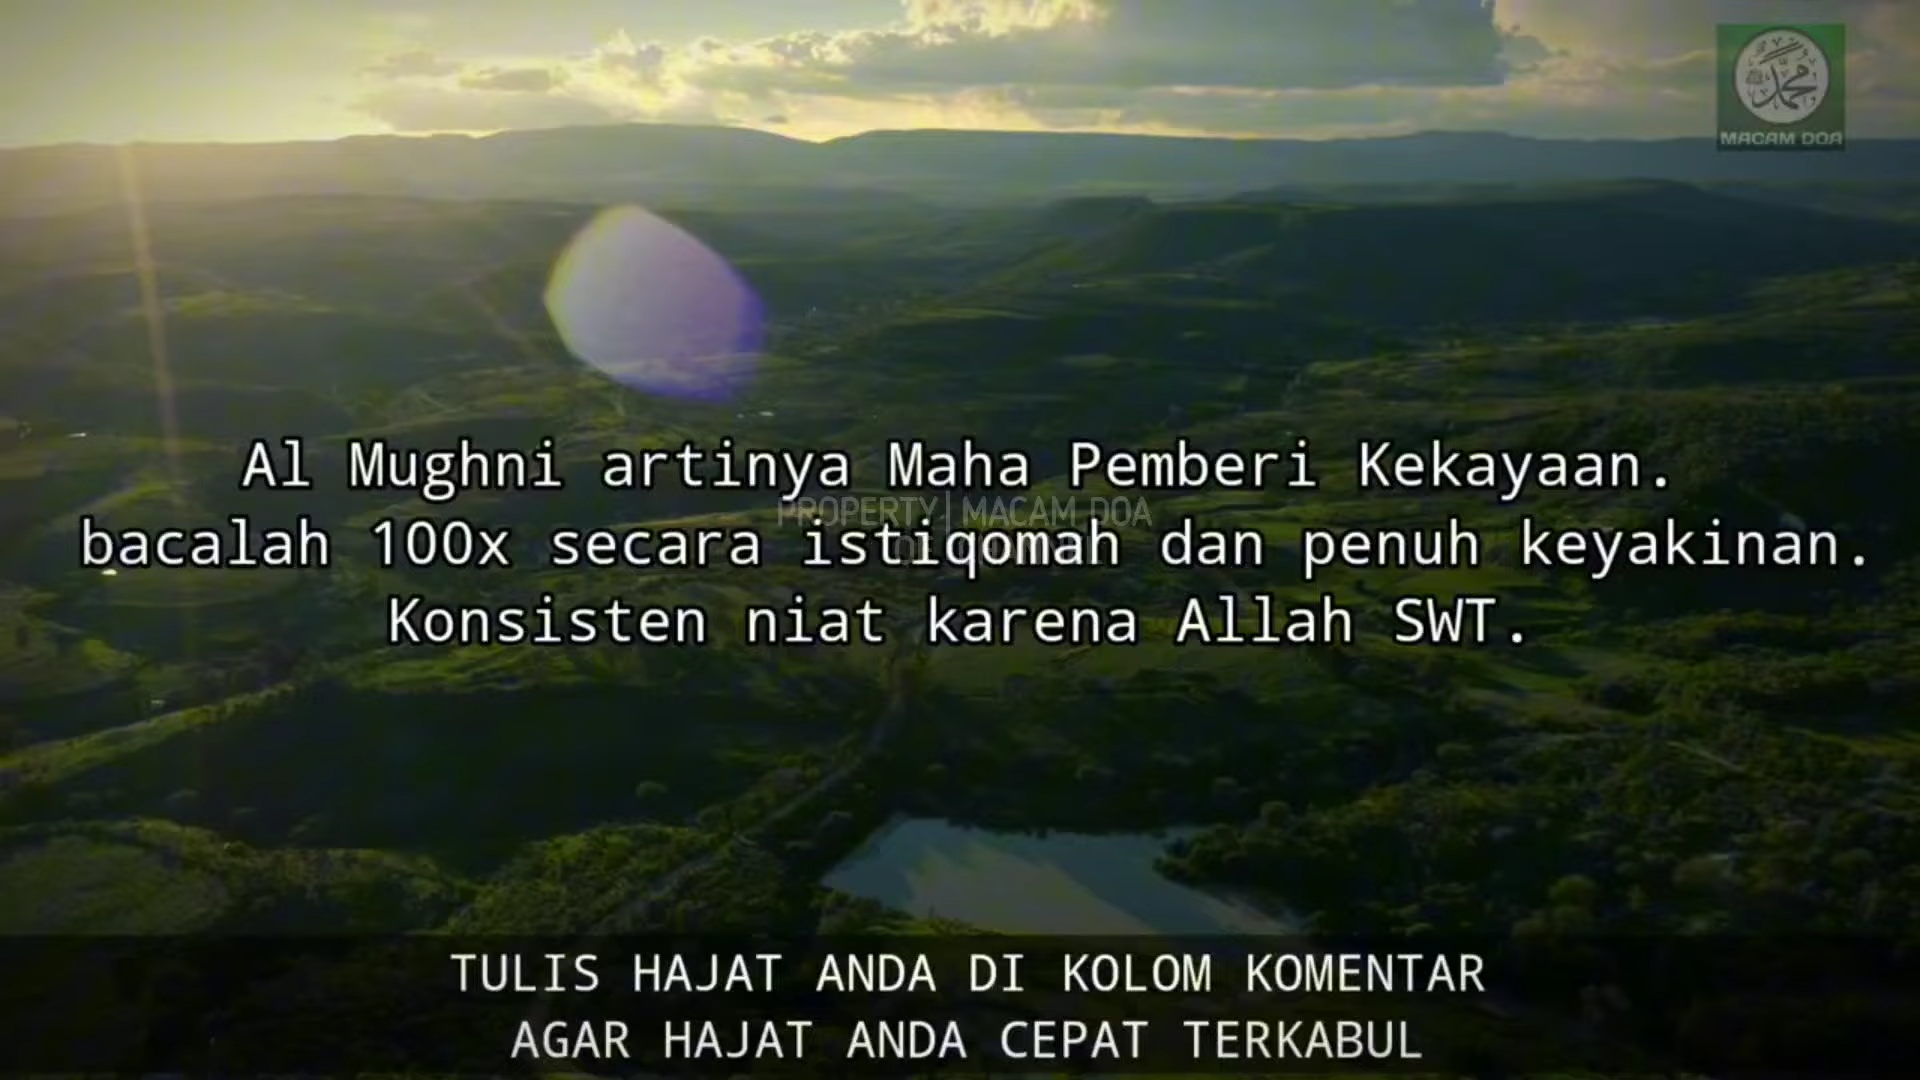 محمد
MACAM DOA
Al Mughni artinya Maha Pemberi Kekayaan.
PROPERTY | MACAM DOA
bacalah 100x secara istiqomah dan penuh keyakinan.
Konsisten niat karena Allah SWT.
TULIS HAJAT ANDA DI KOLOM KOMENTAR
AGAR HAJAT ANDA CEPAT TERKABUL